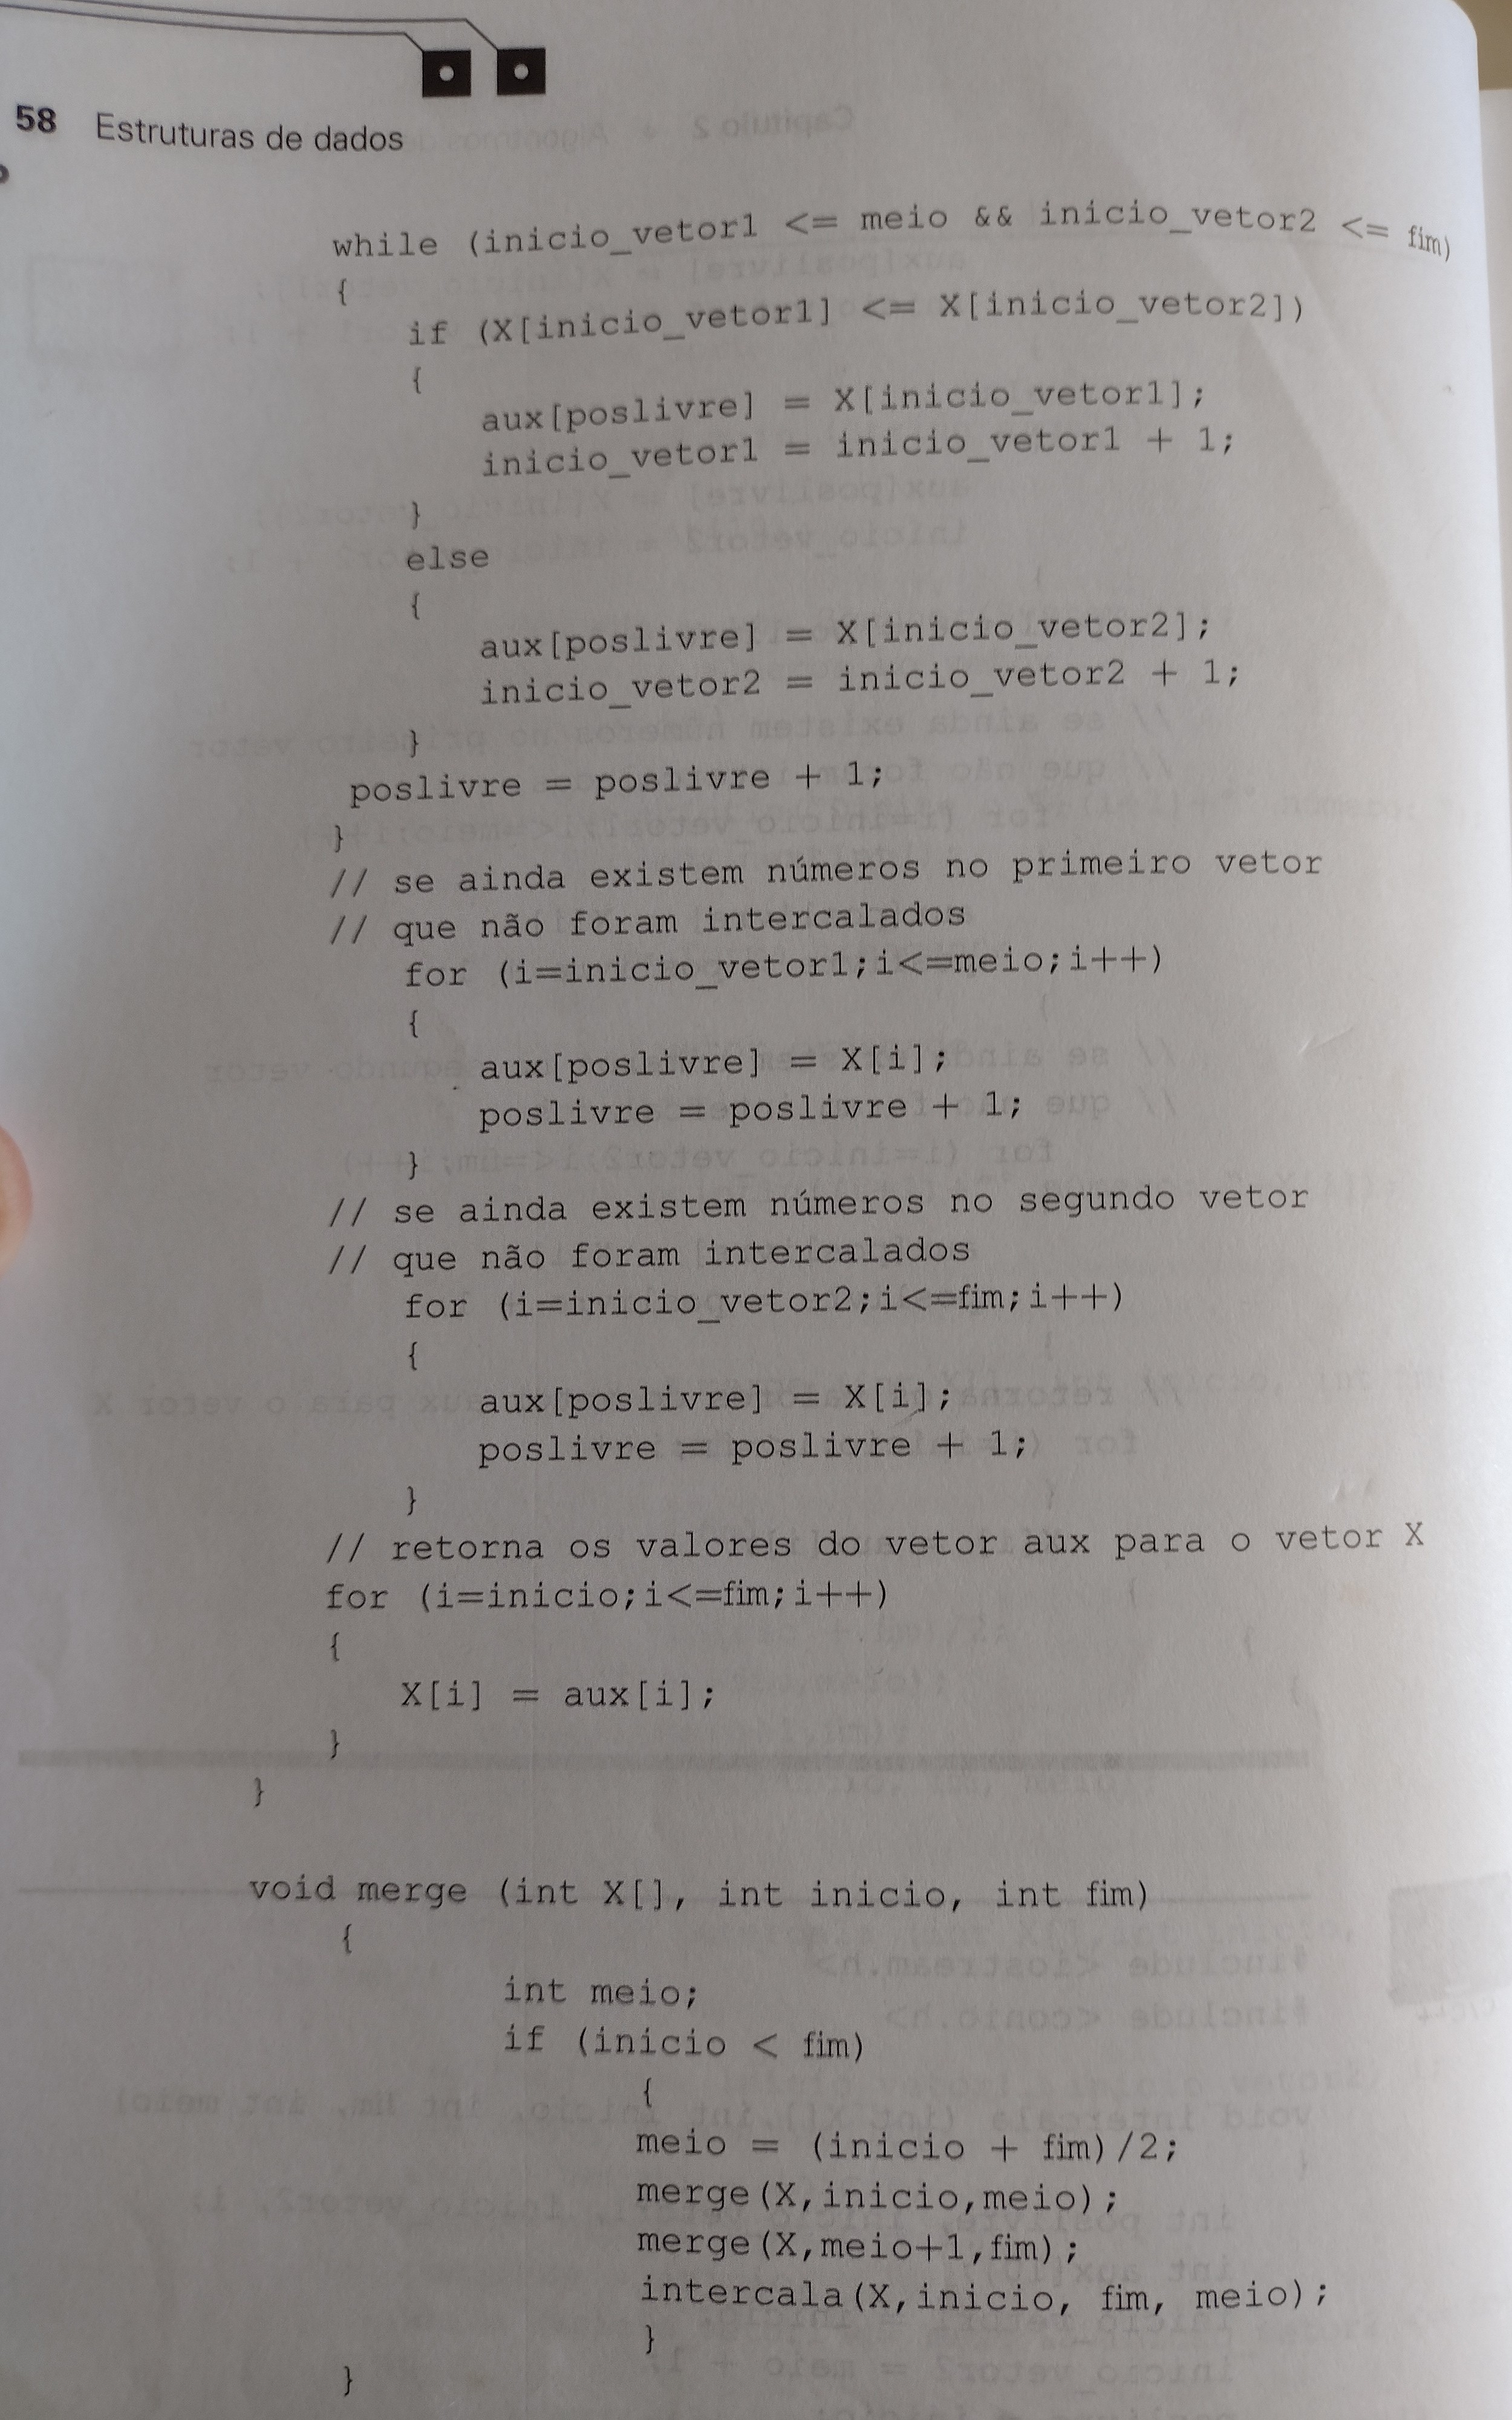 58 Estruturas de dados
while (inicio_vetor1 <= meio && inicio_vetor2 <= fim)
{
if (X[inicio_vetor1] <= X[inicio_vetor2])
{
aux[poslivre] = X[inicio_vetor1];
inicio_vetor1 = inicio_vetor1 + 1;
}
else
{
aux[poslivre] = X[inicio_vetor2];
inicio_vetor2 = inicio_vetor2 + 1;
}
poslivre = poslivre + 1;
}
// se ainda existem números no primeiro vetor
// que não foram intercalados
for (i=inicio_vetor1;i<=meio;i++)
{
aux[poslivre] = X[i];
poslivre = poslivre + 1;
}
// se ainda existem números no segundo vetor
// que não foram intercalados
for (i=inicio_vetor2;i<=fim;i++)
{
aux[poslivre] = X[i];
poslivre = poslivre + 1;
}
// retorna os valores do vetor aux para o vetor X
for (i=inicio;i<=fim;i++)
{
X[i] = aux[i];
}
}
void merge (int X[], int inicio, int fim)
{
int meio;
if (inicio < fim)
{
meio = (inicio + fim)/2;
merge(X,inicio,meio);
merge(X,meio+1,fim);
intercala(X,inicio, fim, meio);
}
}